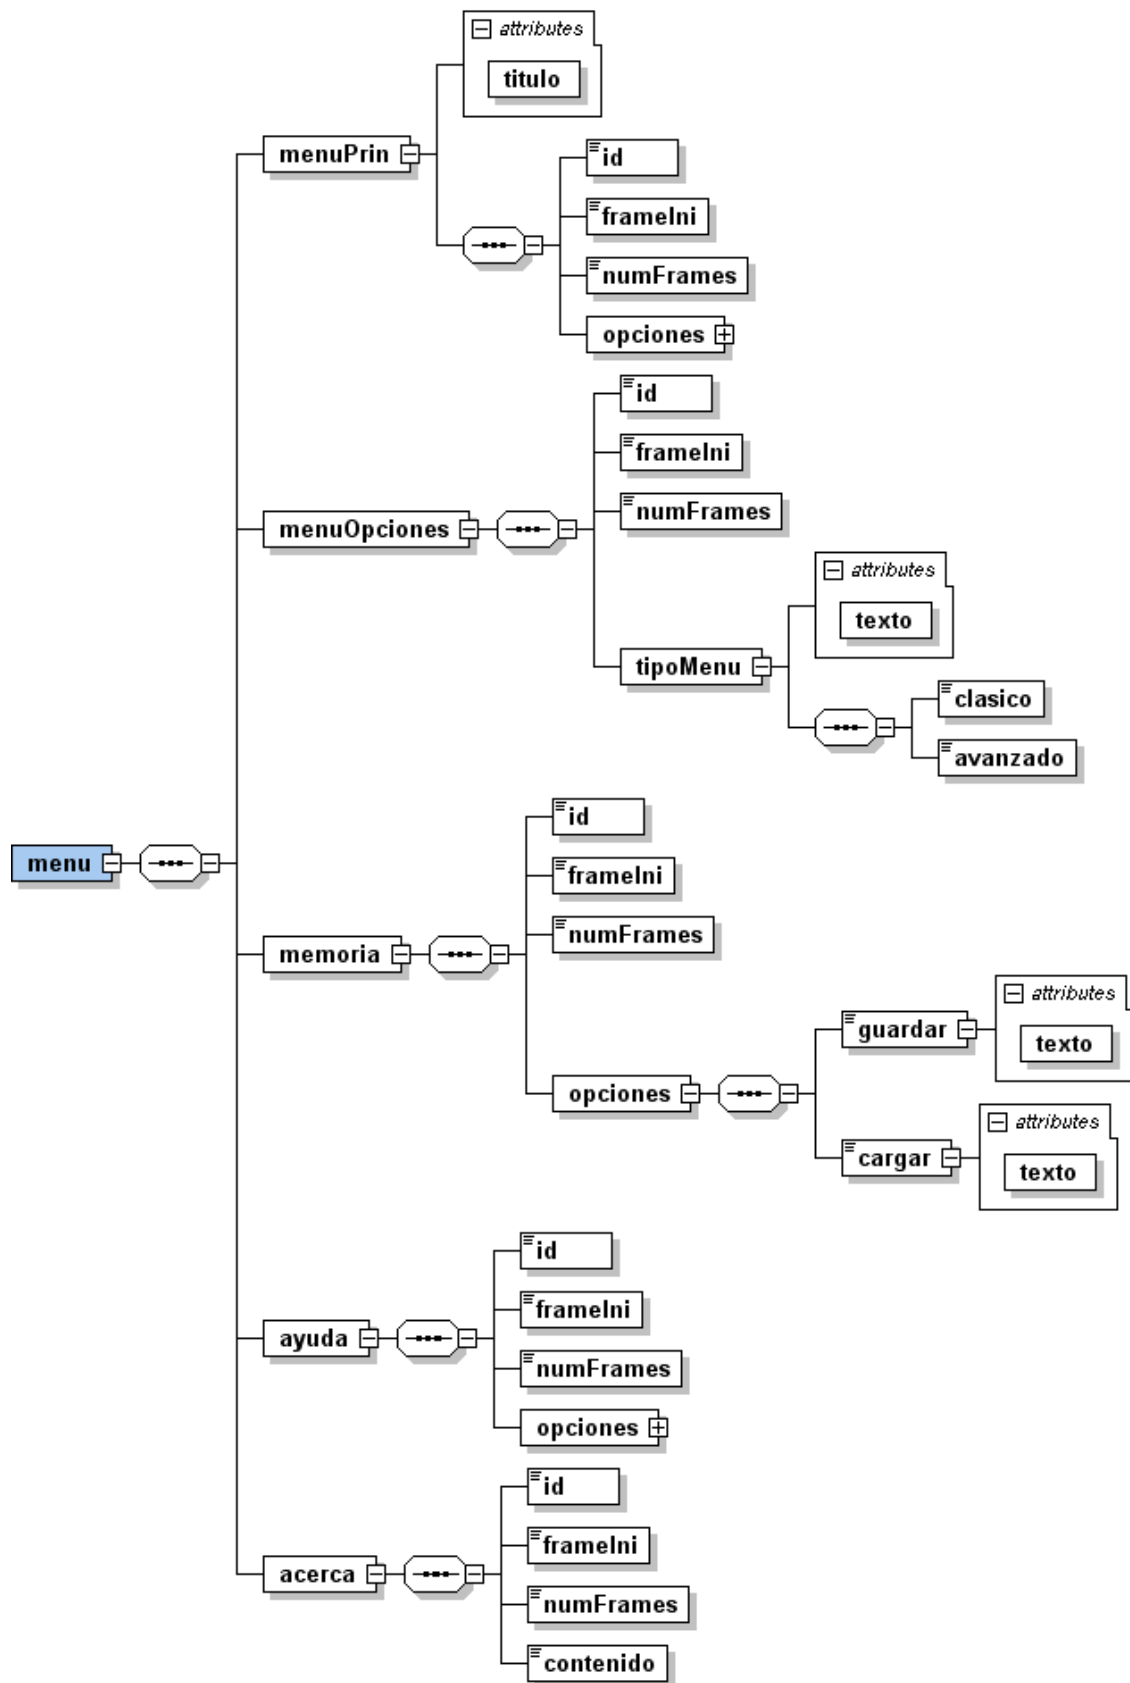 attributes
titulo
menuPrin
id
frameIni
numFrames
opciones
id
frameIni
menuOpciones
numFrames
attributes
texto
tipoMenu
clasico
avanzado
menu
id
frameIni
numFrames
memoria
attributes
guardar
texto
opciones
attributes
cargar
texto
id
frameIni
ayuda
numFrames
opciones
id
frameIni
acerca
numFrames
contenido